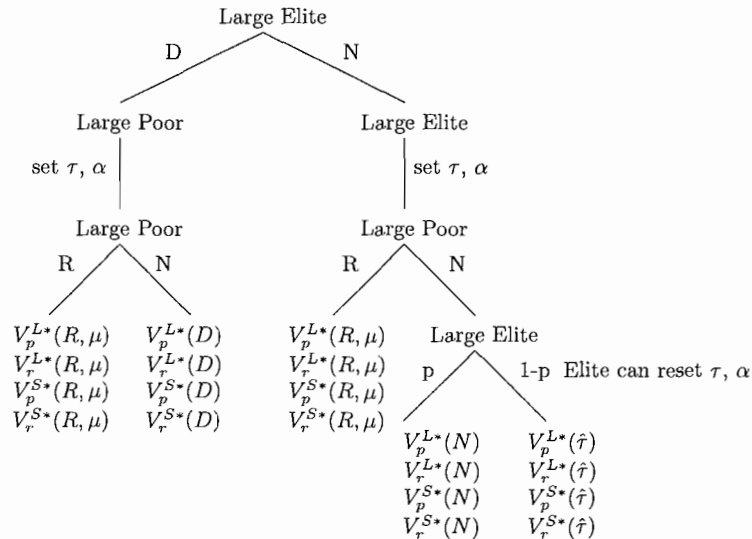 Large Elite
D N
Large Poor Large Elite
set τ, α set τ, α
Large Poor Large Poor
R N R N
V_p^{L*}(R, μ) V_p^{L*}(D) V_p^{L*}(R, μ) Large Elite
V_r^{L*}(R, μ) V_r^{L*}(D) V_r^{L*}(R, μ)
p 1-p Elite can reset τ, α
V_p^{S*}(R, μ) V_p^{S*}(D) V_p^{S*}(R, μ)
V_r^{S*}(R, μ) V_r^{S*}(D) V_r^{S*}(R, μ)
V_p^{L*}(N) V_p^{L*}(τ̂)
V_r^{L*}(N) V_r^{L*}(τ̂)
V_p^{S*}(N) V_p^{S*}(τ̂)
V_r^{S*}(N) V_r^{S*}(τ̂)